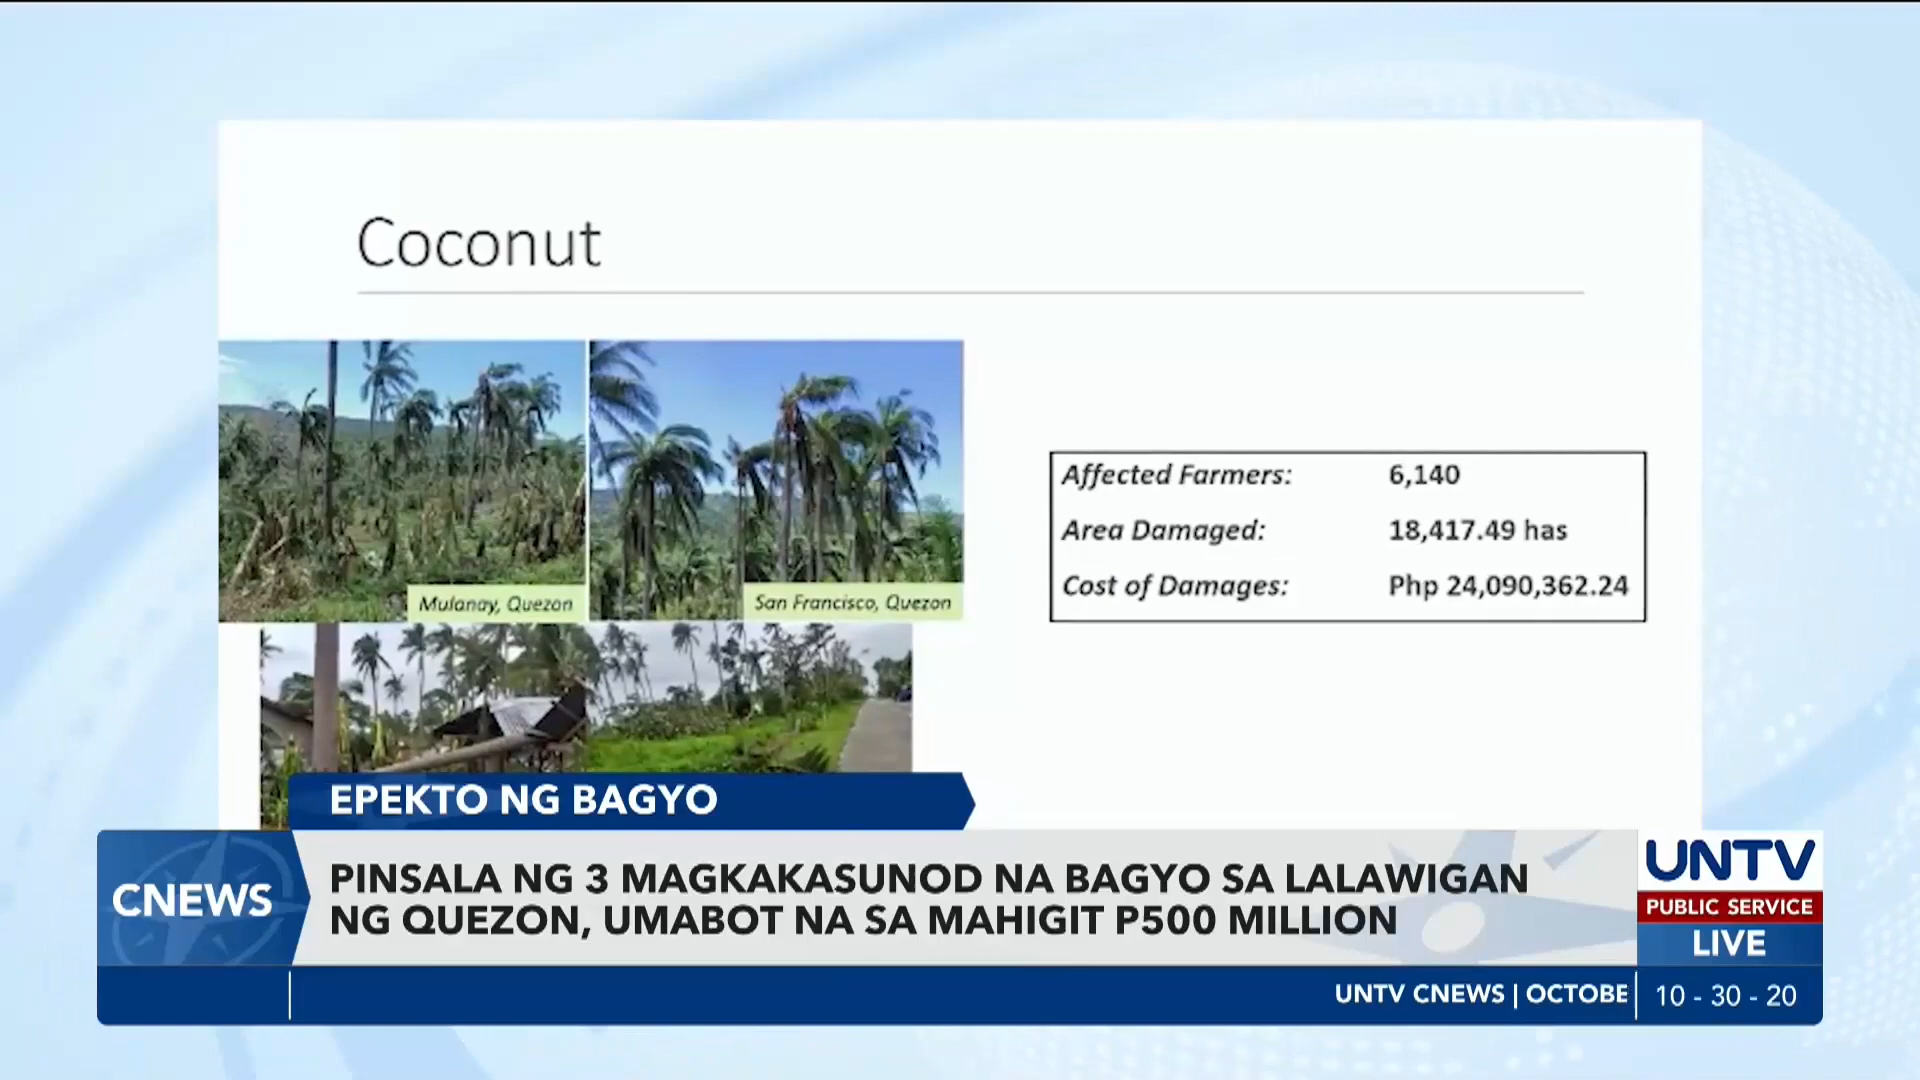 Coconut
Affected Farmers: 6,140
Area Damaged: 18,417.49 has
Cost of Damages: Php 24,090,362.24
Mulanay, Quezon
San Francisco, Quezon
EPEKTO NG BAGYO
CNEWS
PINSALA NG 3 MAGKAKASUNOD NA BAGYO SA LALAWIGAN
NG QUEZON, UMABOT NA SA MAHIGIT P500 MILLION
UNTV
PUBLIC SERVICE
LIVE
UNTV CNEWS | OCTOBE
10 - 30 - 20